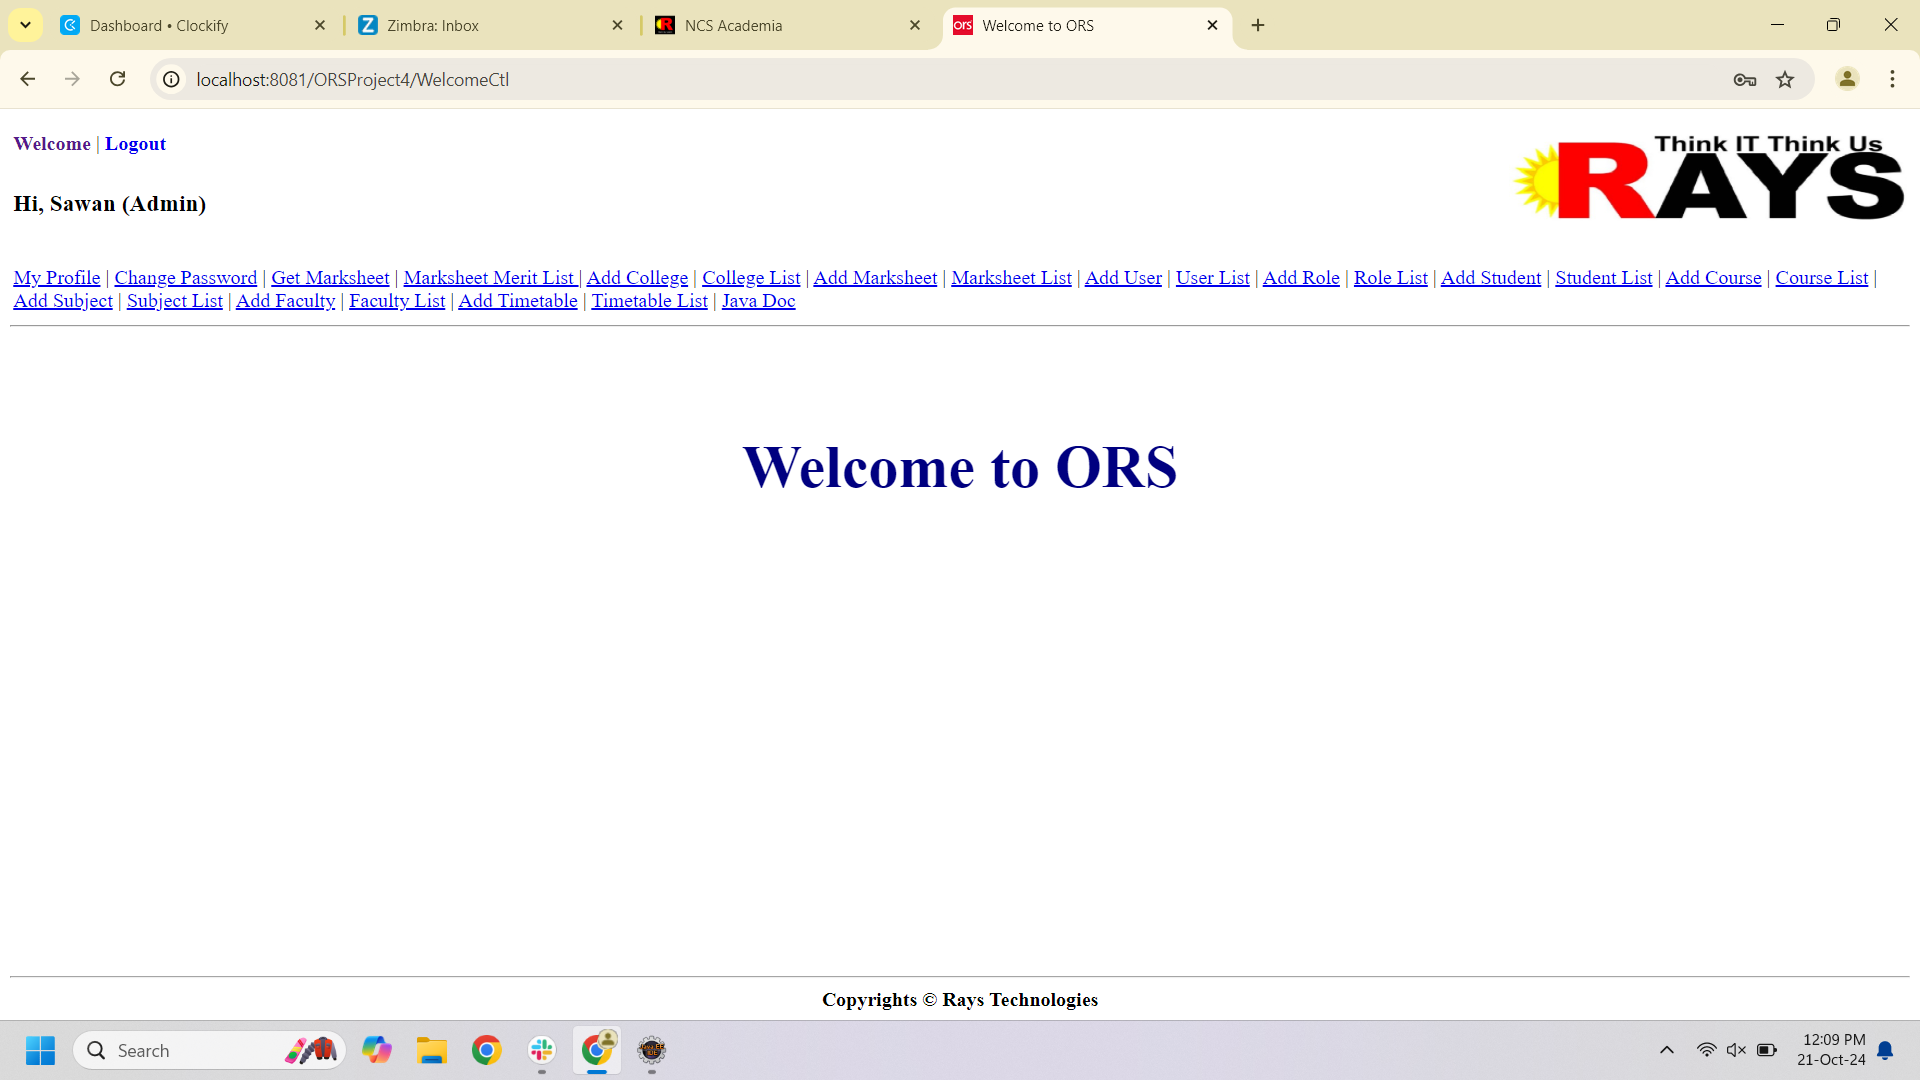 Dashboard • Clockify
Zimbra: Inbox
NCS Academia
ors Welcome to ORS
localhost:8081/ORSProject4/WelcomeCtl
Welcome | Logout
Think IT Think Us
RAYS
Hi, Sawan (Admin)
My Profile | Change Password | Get Marksheet | Marksheet Merit List | Add College | College List | Add Marksheet | Marksheet List | Add User | User List | Add Role | Role List | Add Student | Student List | Add Course | Course List |
Add Subject | Subject List | Add Faculty | Faculty List | Add Timetable | Timetable List | Java Doc
Welcome to ORS
Copyrights © Rays Technologies
Search
12:09 PM
21-Oct-24